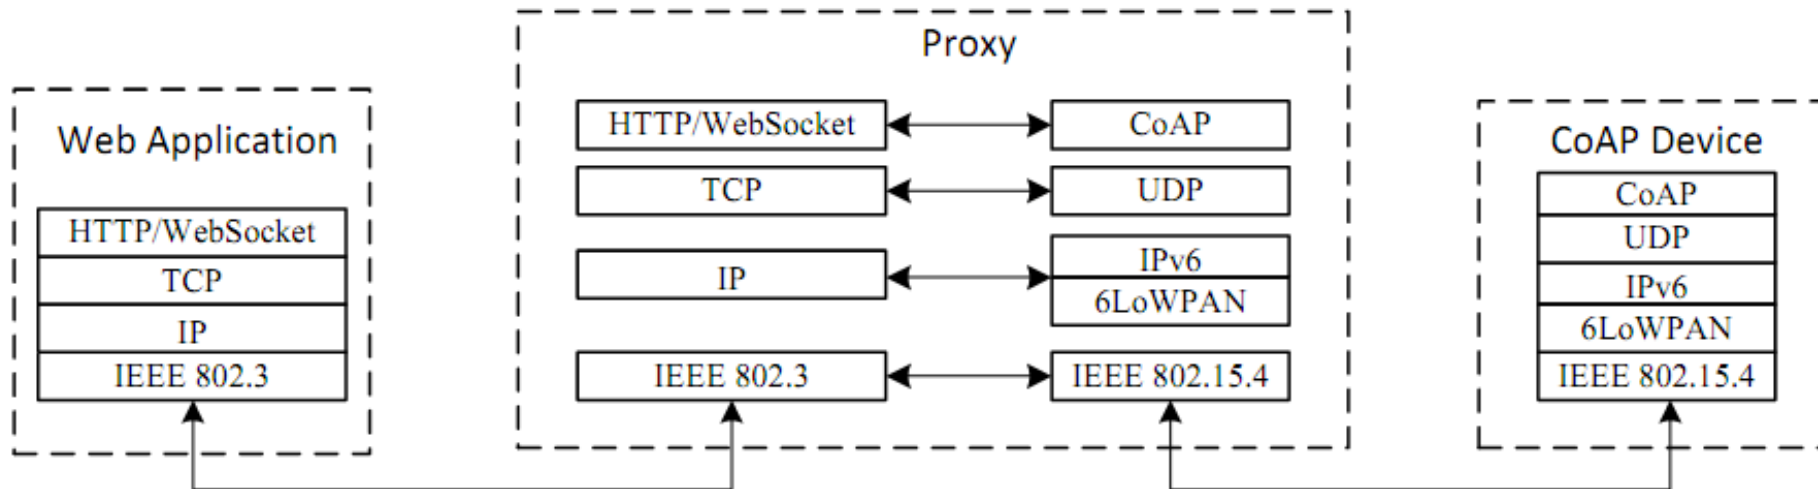 Web Application
HTTP/WebSocket
TCP
IP
IEEE 802.3
Proxy
HTTP/WebSocket
CoAP
TCP
UDP
IP
IPv6
6LoWPAN
IEEE 802.3
IEEE 802.15.4
CoAP Device
CoAP
UDP
IPv6
6LoWPAN
IEEE 802.15.4